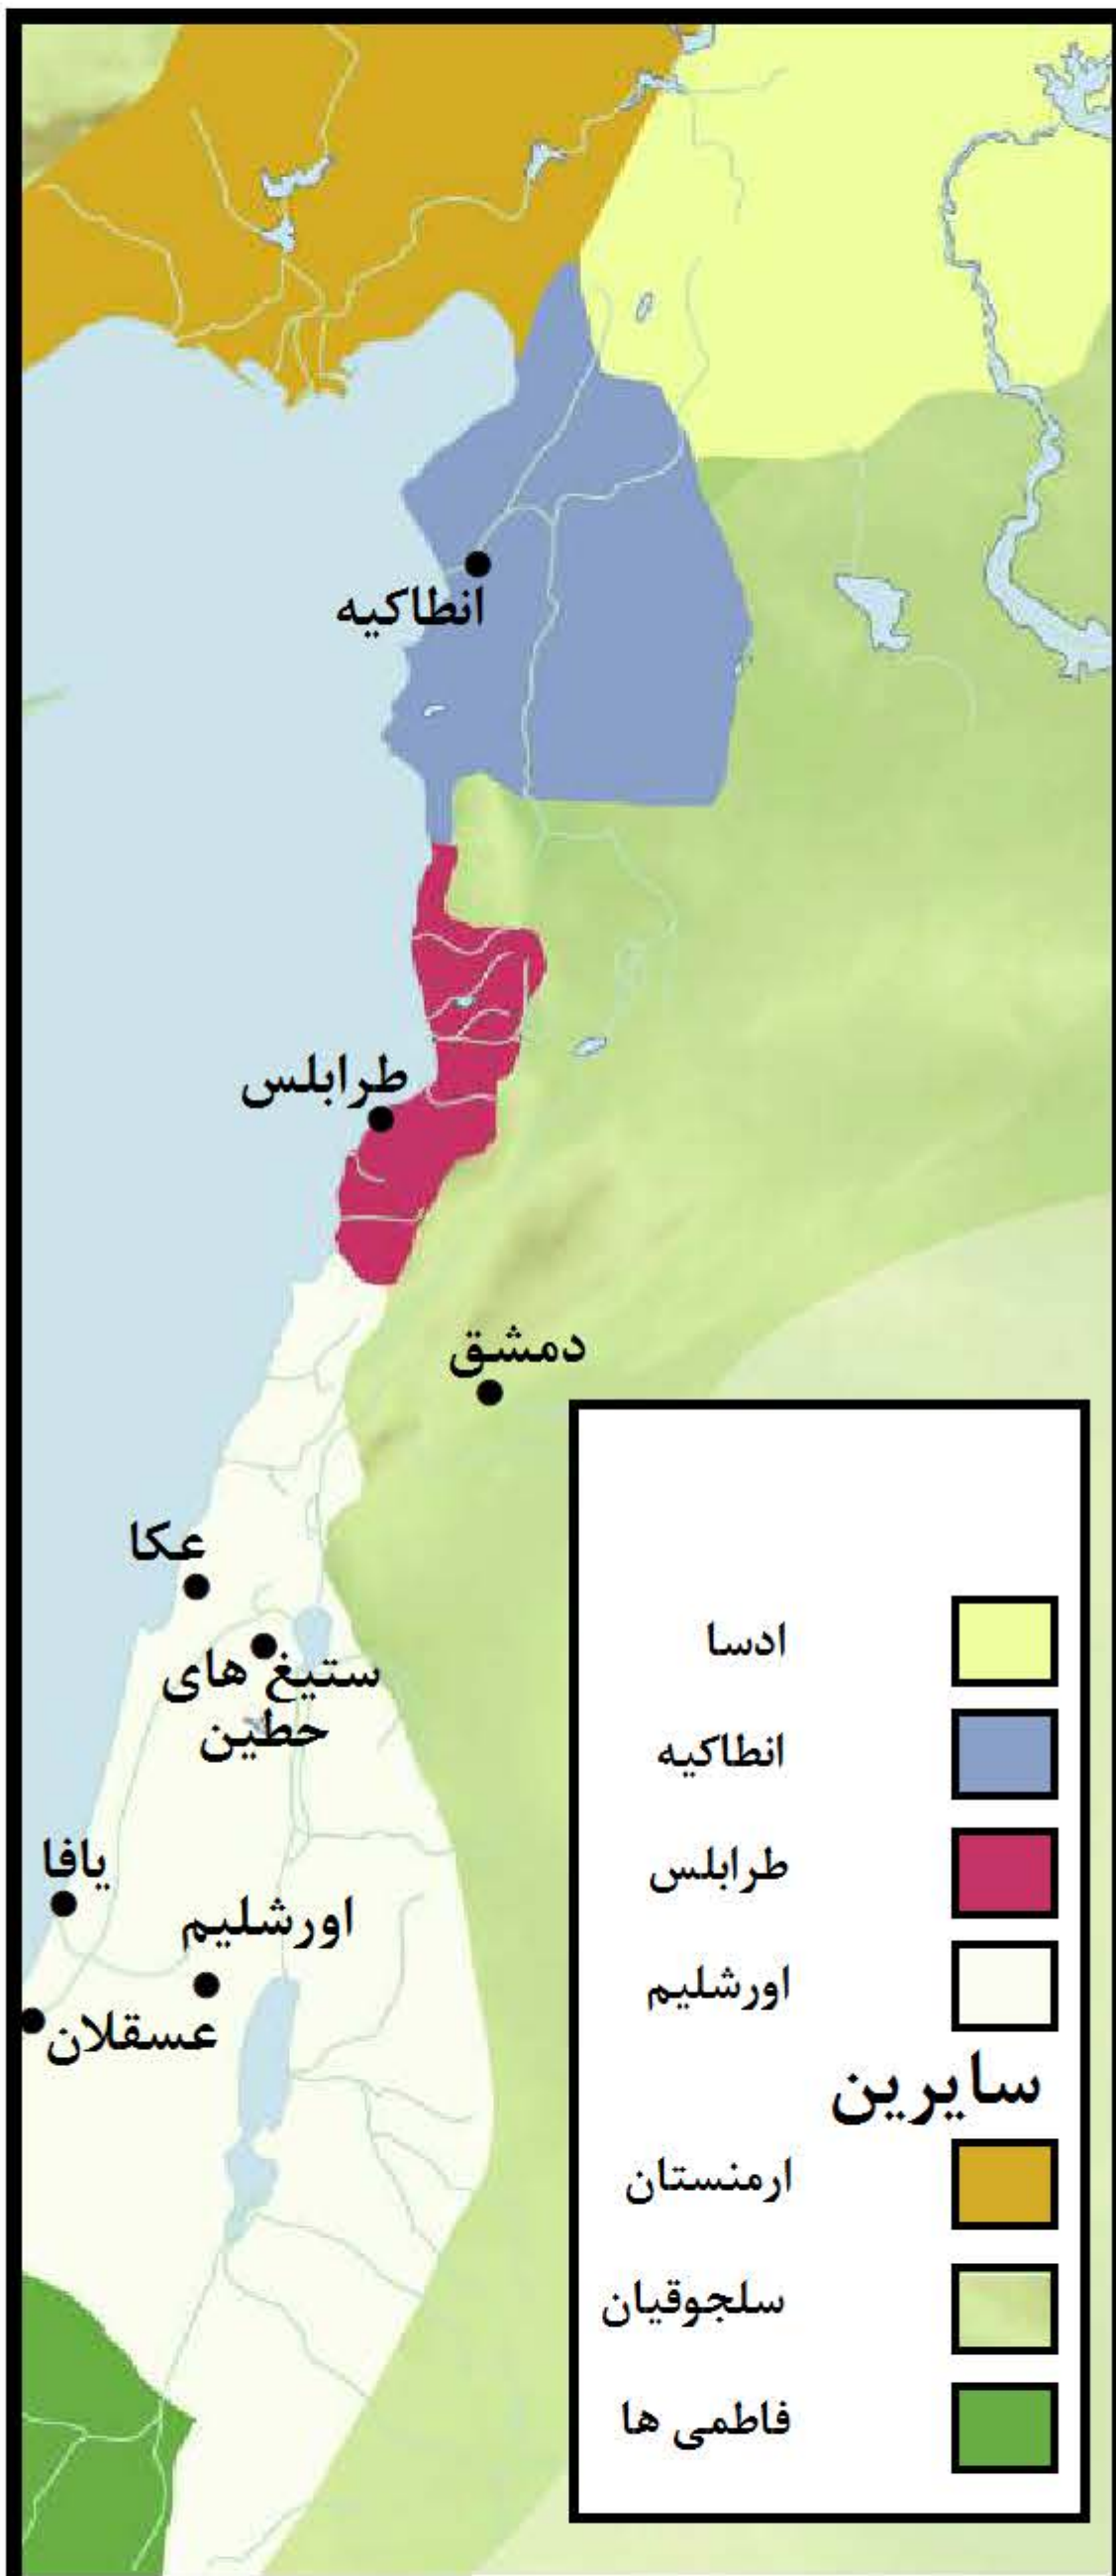 انطاکیه
طرابلس
دمشق
عکا
ستیغ های
حطین
یافا
اورشلیم
عسقلان
ادسا
انطاکیه
طرابلس
اورشلیم
سایرین
ارمنستان
سلجوقیان
فاطمی ها